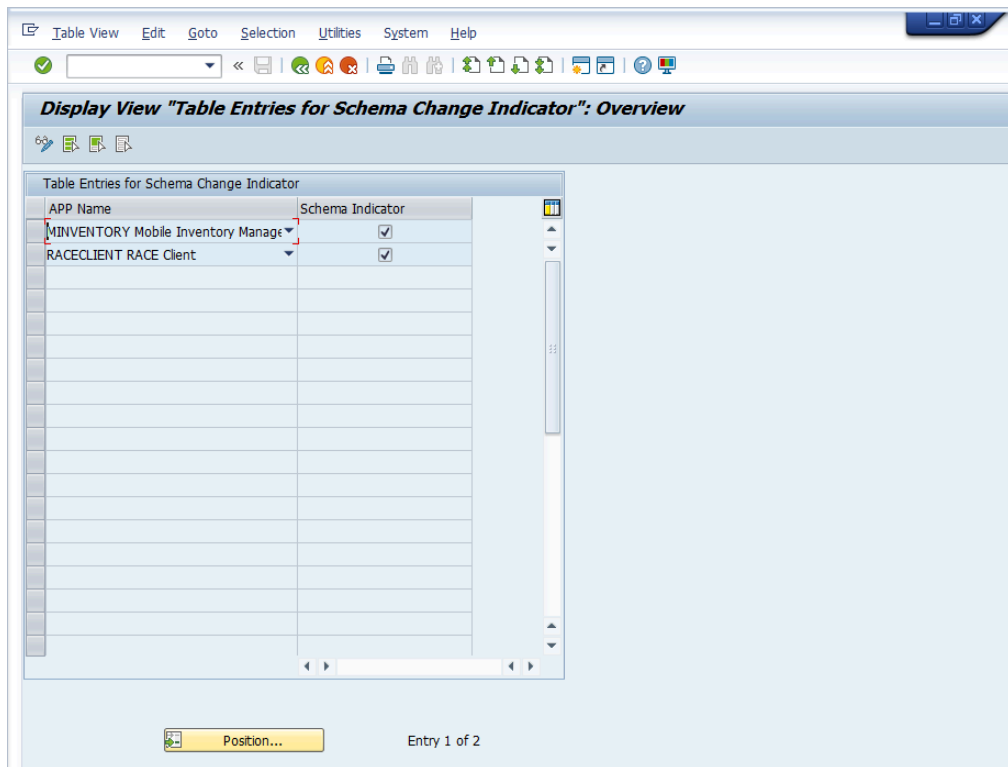 Table View Edit Goto Selection Utilities System Help
Display View "Table Entries for Schema Change Indicator": Overview
Table Entries for Schema Change Indicator
APP Name Schema Indicator
MINVENTORY Mobile Inventory Manage
RACECLIENT RACE Client
Position... Entry 1 of 2